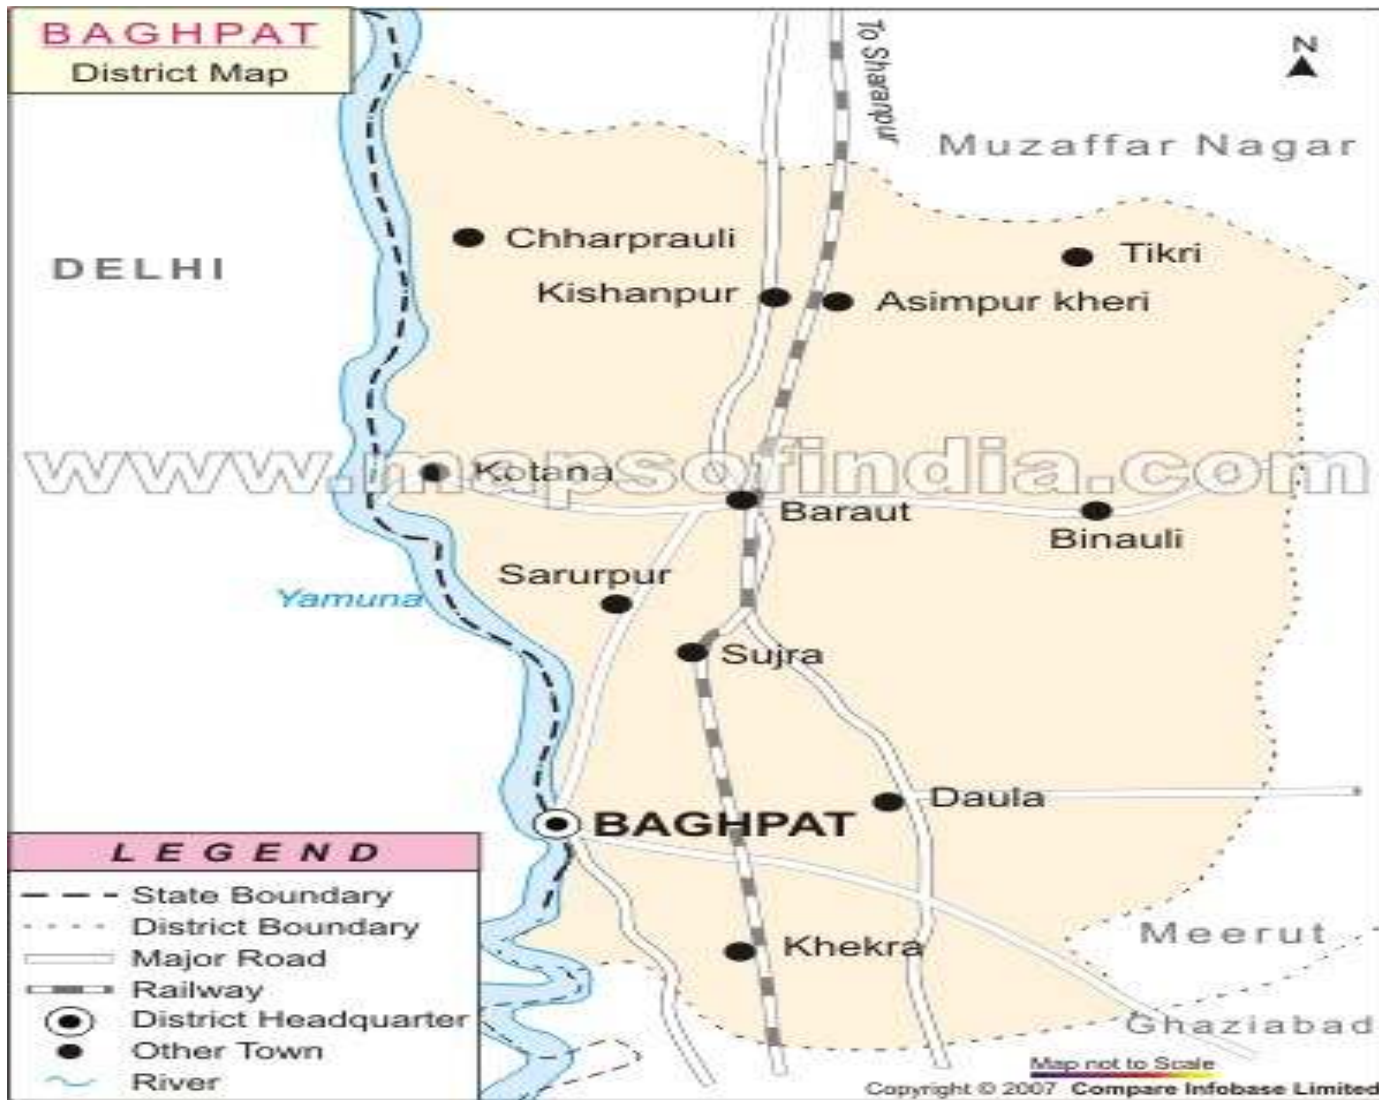 BAGHPAT
District Map
N
To Sharanpur
Muzaffar Nagar
DELHI
Chharprauli
Tikri
Kishanpur
Asimpur kheri
www.mapsofindia.com
Kotana
Baraut
Binauli
Sarurpur
Yamuna
Sujra
Daula
BAGHPAT
LEGEND
State Boundary
District Boundary
Major Road
Railway
District Headquarter
Other Town
River
Khekra
Meerut
Ghaziabad
Map not to Scale
Copyright © 2007 Compare Infobase Limited